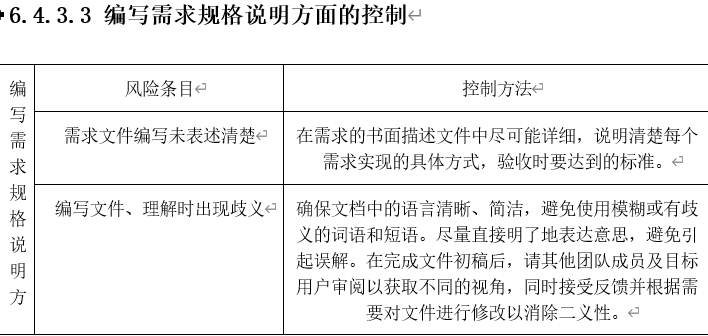 6.4.3.3 编写需求规格说明方面的控制
编写需求规格说明方
风险条目
控制方法
需求文件编写未表述清楚
在需求的书面描述文件中尽可能详细，说明清楚每个
需求实现的具体方式，验收时要达到的标准。
编写文件、理解时出现歧义
确保文档中的语言清晰、简洁，避免使用模糊或有歧
义的词语和短语。尽量直接明了地表达意思，避免引
起误解。在完成文件初稿后，请其他团队成员及目标
用户审阅以获取不同的视角，同时接受反馈并根据需
要对文件进行修改以消除二义性。